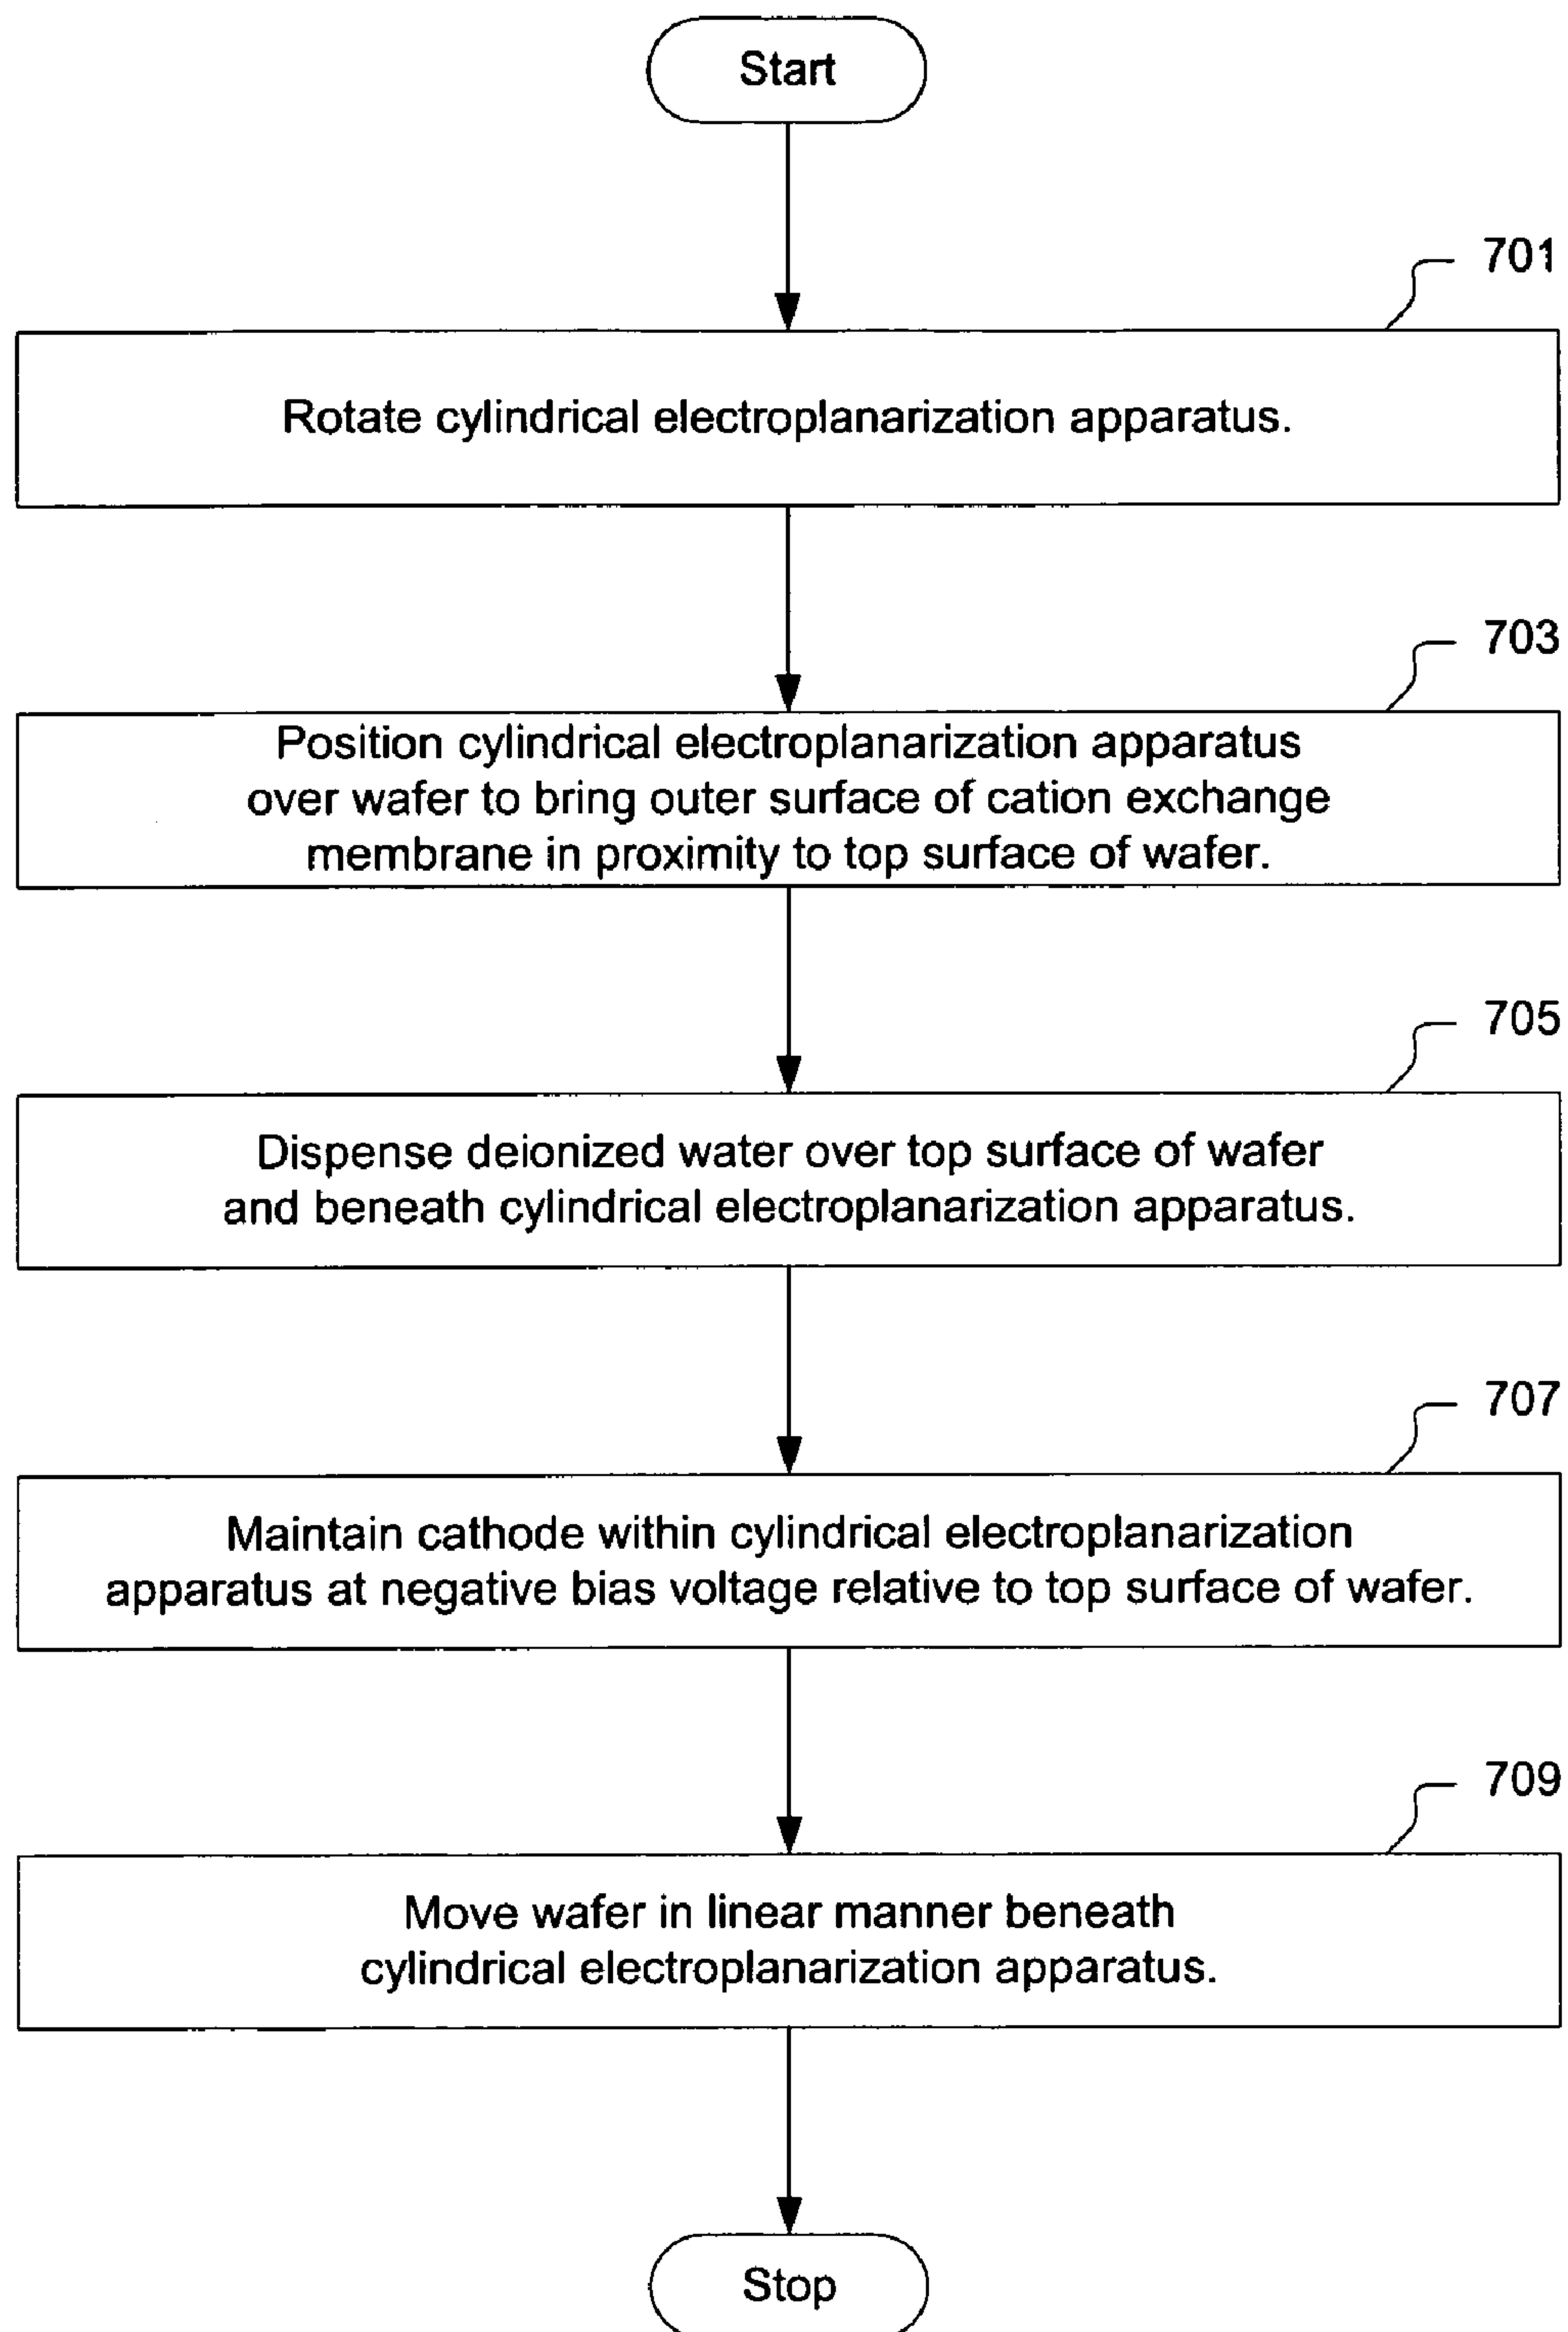 Start
701
Rotate cylindrical electroplanarization apparatus.
703
Position cylindrical electroplanarization apparatus
over wafer to bring outer surface of cation exchange
membrane in proximity to top surface of wafer.
705
Dispense deionized water over top surface of wafer
and beneath cylindrical electroplanarization apparatus.
707
Maintain cathode within cylindrical electroplanarization
apparatus at negative bias voltage relative to top surface of wafer.
709
Move wafer in linear manner beneath
cylindrical electroplanarization apparatus.
Stop